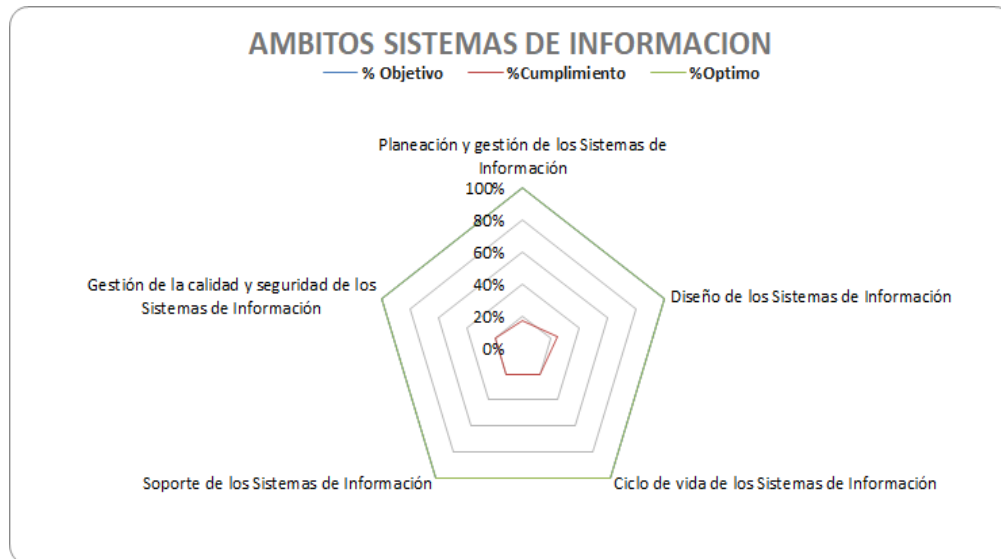 AMBITOS SISTEMAS DE INFORMACION
% Objetivo %Cumplimiento %Optimo
Planeación y gestión de los Sistemas de
Información
100%
80%
60%
40%
20%
0%
Gestión de la calidad y seguridad de los
Sistemas de Información
Diseño de los Sistemas de Información
Soporte de los Sistemas de Información
Ciclo de vida de los Sistemas de Información